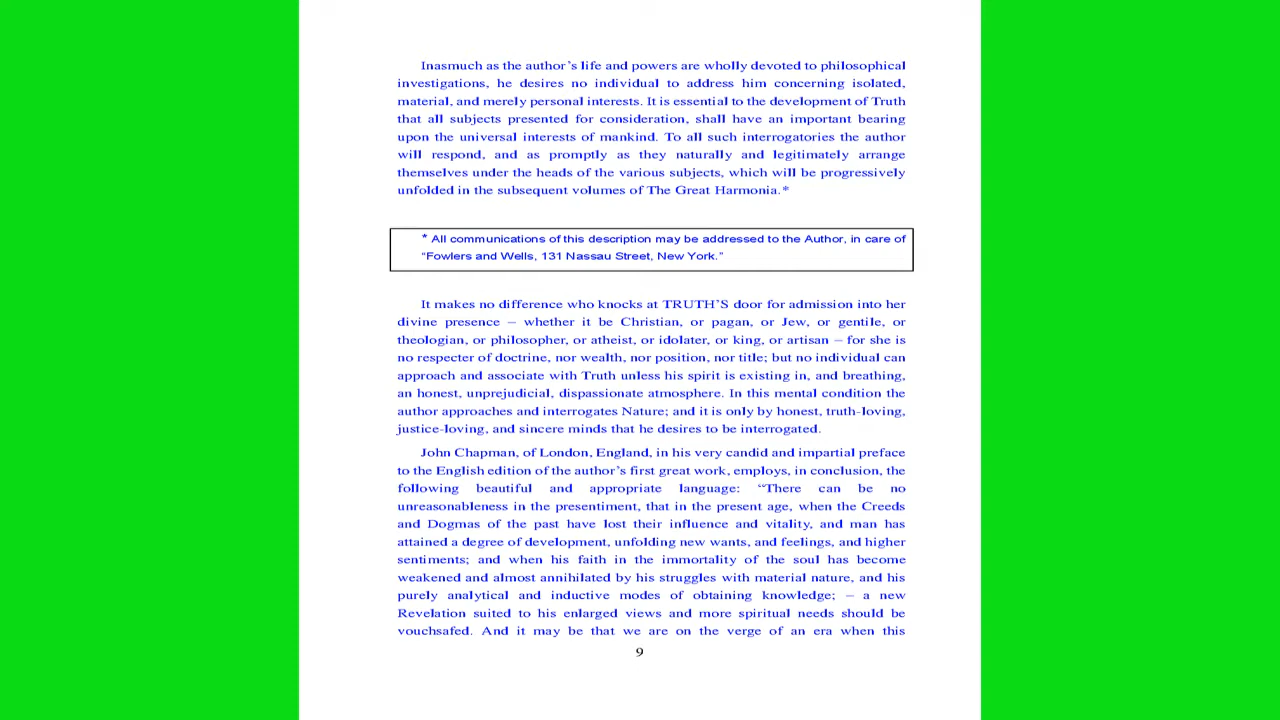 Inasmuch as the author’s life and powers are wholly devoted to philosophical
investigations, he desires no individual to address him concerning isolated,
material, and merely personal interests. It is essential to the development of Truth
that all subjects presented for consideration, shall have an important bearing
upon the universal interests of mankind. To all such interrogatories the author
will respond, and as promptly as they naturally and legitimately arrange
themselves under the heads of the various subjects, which will be progressively
unfolded in the subsequent volumes of The Great Harmonia.*
* All communications of this description may be addressed to the Author, in care of
“Fowlers and Wells, 131 Nassau Street, New York.”
It makes no difference who knocks at TRUTH’S door for admission into her
divine presence – whether it be Christian, or pagan, or Jew, or gentile, or
theologian, or philosopher, or atheist, or idolater, or king, or artisan – for she is
no respecter of doctrine, nor wealth, nor position, nor title; but no individual can
approach and associate with Truth unless his spirit is existing in, and breathing,
an honest, unprejudicial, dispassionate atmosphere. In this mental condition the
author approaches and interrogates Nature; and it is only by honest, truth-loving,
justice-loving, and sincere minds that he desires to be interrogated.
John Chapman, of London, England, in his very candid and impartial preface
to the English edition of the author’s first great work, employs, in conclusion, the
following beautiful and appropriate language: “There can be no
unreasonableness in the presentiment, that in the present age, when the Creeds
and Dogmas of the past have lost their influence and vitality, and man has
attained a degree of development, unfolding new wants, and feelings, and higher
sentiments; and when his faith in the immortality of the soul has become
weakened and almost annihilated by his struggles with material nature, and his
purely analytical and inductive modes of obtaining knowledge; – a new
Revelation suited to his enlarged views and more spiritual needs should be
vouchsafed. And it may be that we are on the verge of an era when this
9